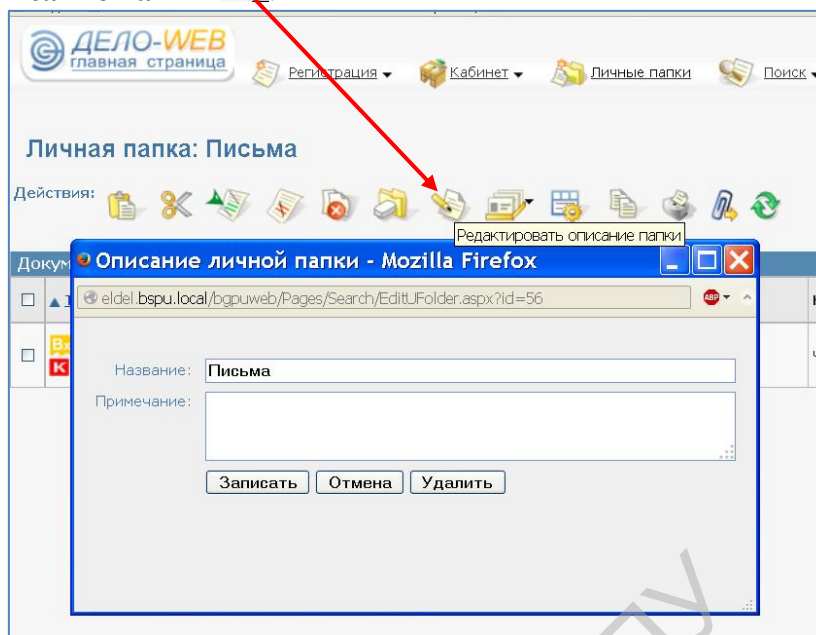 ДЕЛО-WEB
главная страница
Регистрация
Кабинет
Личные папки
Поиск
Личная папка: Письма
Действия:
Редактировать описание папки
Описание личной папки - Mozilla Firefox
eldel.bspu.local/bgpuweb/Pages/Search/EditUFolder.aspx?id=56
ABP
Название: Письма
Примечание:
Записать Отмена Удалить